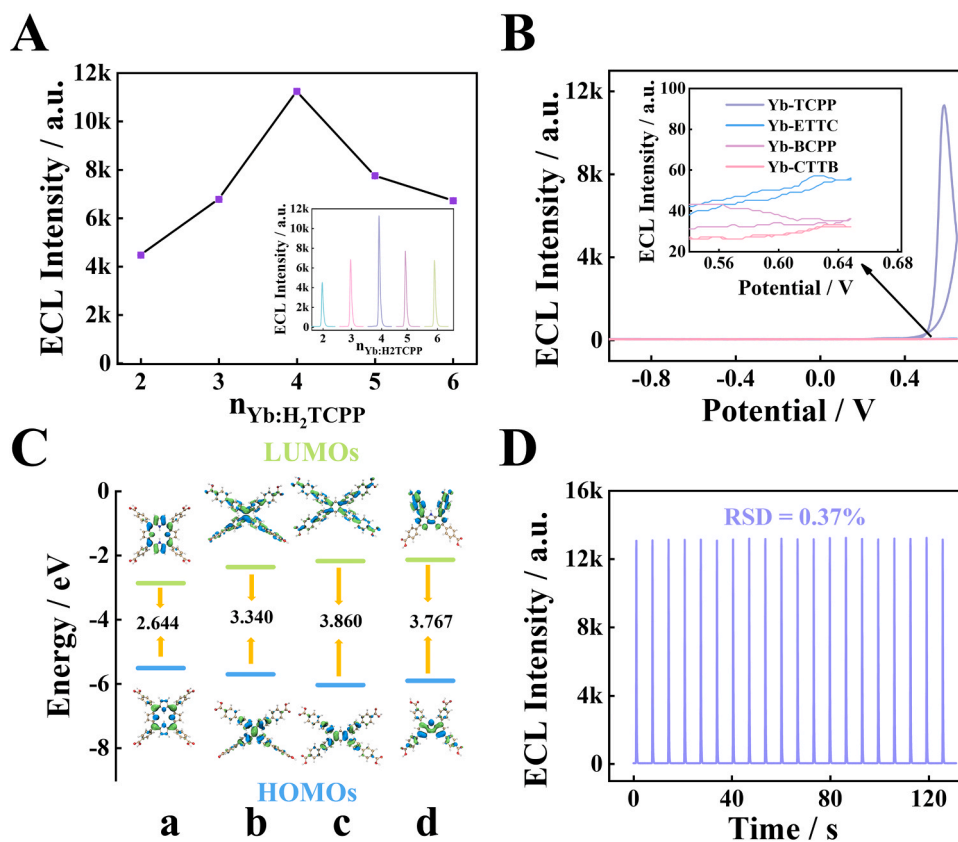 A
ECL Intensity / a.u.
12k
11k
9k
8k
6k
4k
2k
0
2
3
4
5
6
nYb:H2TCPP
ECL Intensity / a.u.
12k
10k
8k
6k
4k
2k
0
2
3
4
5
6
nYb:H2TCPP
B
ECL Intensity / a.u.
12k
8k
4k
0
-0.8
-0.4
0.0
0.4
Potential / V
ECL Intensity / a.u.
100
80
60
40
20
0.56
0.60
0.64
0.68
Potential / V
Yb-TCPP
Yb-ETTC
Yb-BCPP
Yb-CTTB
C
LUMOs
Energy / eV
0
−2
−4
−6
−8
2.644
3.340
3.860
3.767
HOMOs
a
b
c
d
D
RSD = 0.37%
ECL Intensity / a.u.
16k
12k
8k
4k
0
0
40
80
120
Time / s